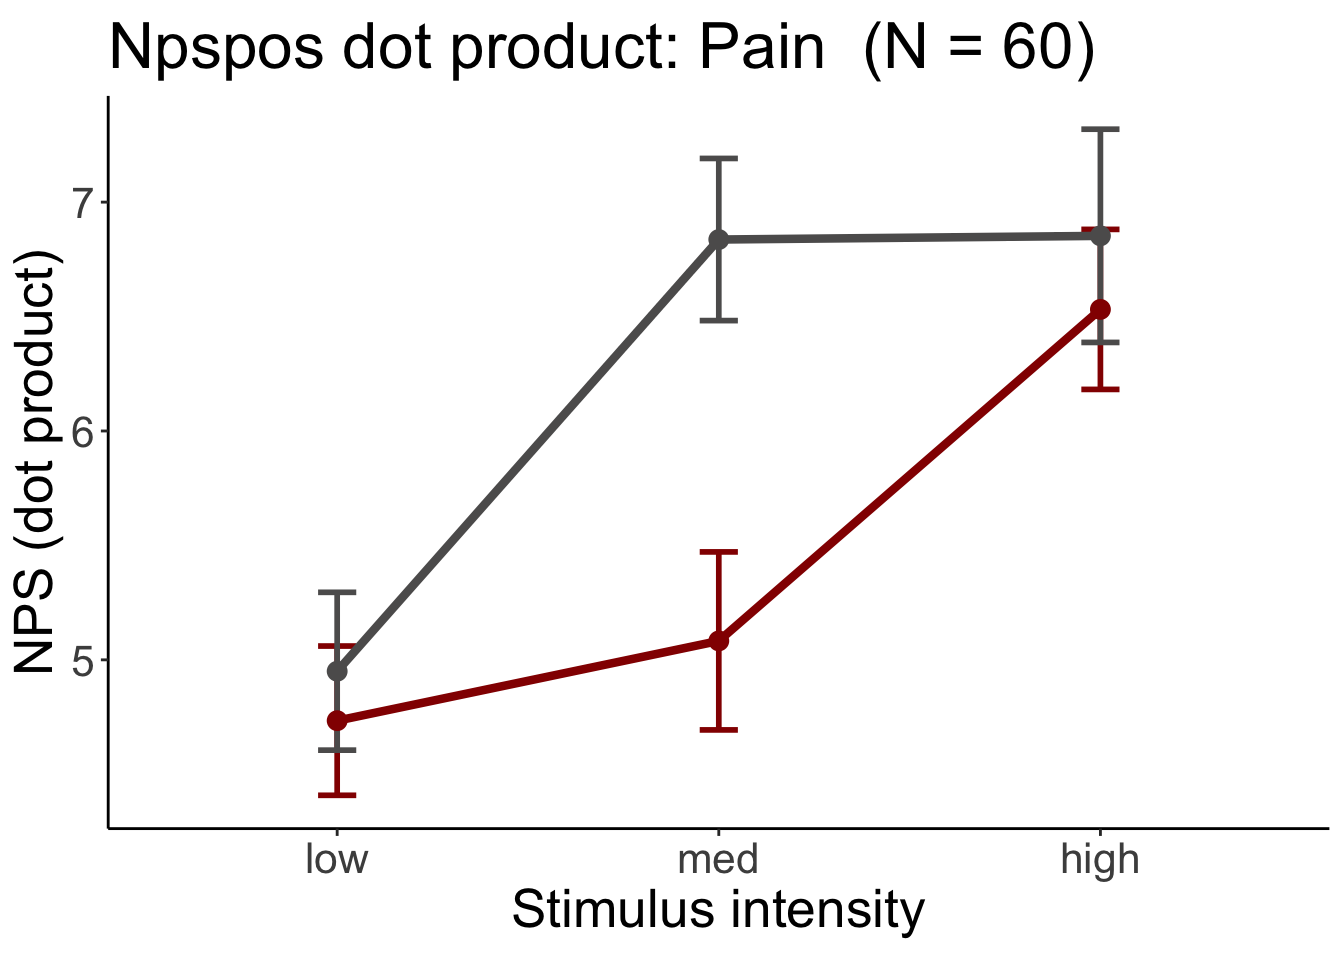 Npspos dot product: Pain  (N = 60)
NPS (dot product)
7
6
5
low
med
high
Stimulus intensity